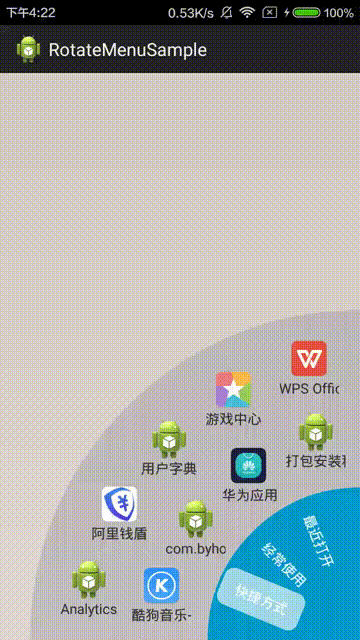 下午4:22 0.53K/s 100%
RotateMenuSample
WPS Offic
游戏中心
打包安装程
用户字典
华为应用
阿里钱盾
com.byho
Analytics
酷狗音乐-
最近打开
经常使用
快捷方式